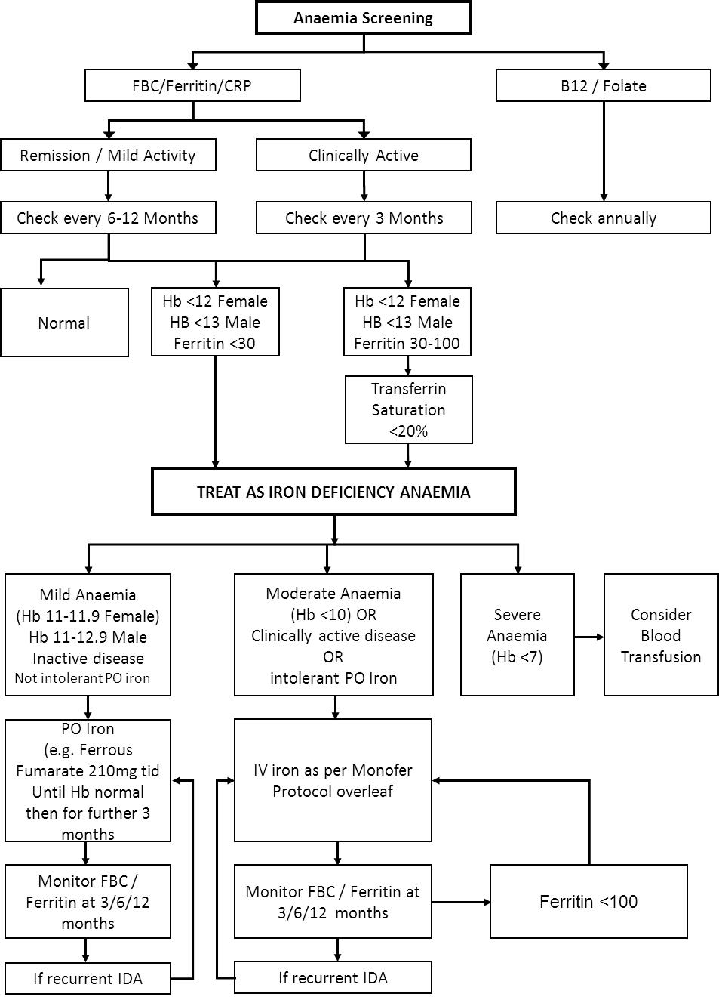 Anaemia Screening
FBC/Ferritin/CRP
B12 / Folate
Remission / Mild Activity
Clinically Active
Check every 6-12 Months
Check every 3 Months
Check annually
Normal
Hb <12 Female
HB <13 Male
Ferritin <30
Hb <12 Female
HB <13 Male
Ferritin 30-100
Transferrin
Saturation
<20%
TREAT AS IRON DEFICIENCY ANAEMIA
Mild Anaemia
(Hb 11-11.9 Female)
Hb 11-12.9 Male
Inactive disease
Not intolerant PO iron
Moderate Anaemia
(Hb <10) OR
Clinically active disease
OR
intolerant PO Iron
Severe
Anaemia
(Hb <7)
Consider
Blood
Transfusion
PO Iron
(e.g. Ferrous
Fumarate 210mg tid
Until Hb normal
then for further 3
months
IV iron as per Monofer
Protocol overleaf
Monitor FBC /
Ferritin at 3/6/12
months
Monitor FBC / Ferritin at
3/6/12 months
Ferritin <100
If recurrent IDA
If recurrent IDA